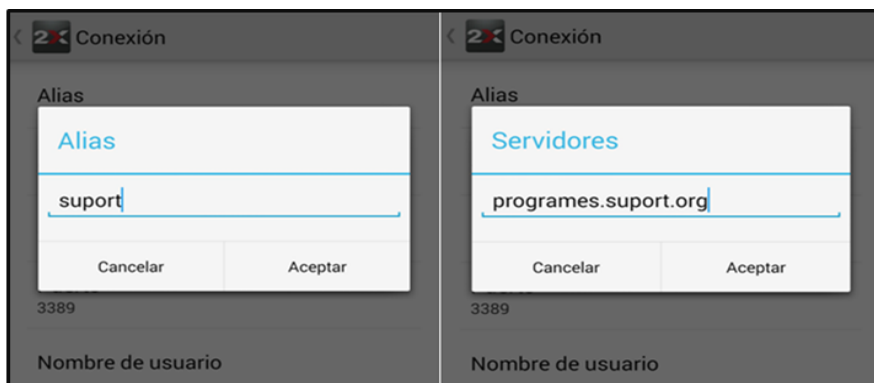 2X Conexión
Alias
Alias
suport
Cancelar Aceptar
3389
Nombre de usuario
2X Conexión
Alias
Servidores
programes.suport.org
Cancelar Aceptar
3389
Nombre de usuario